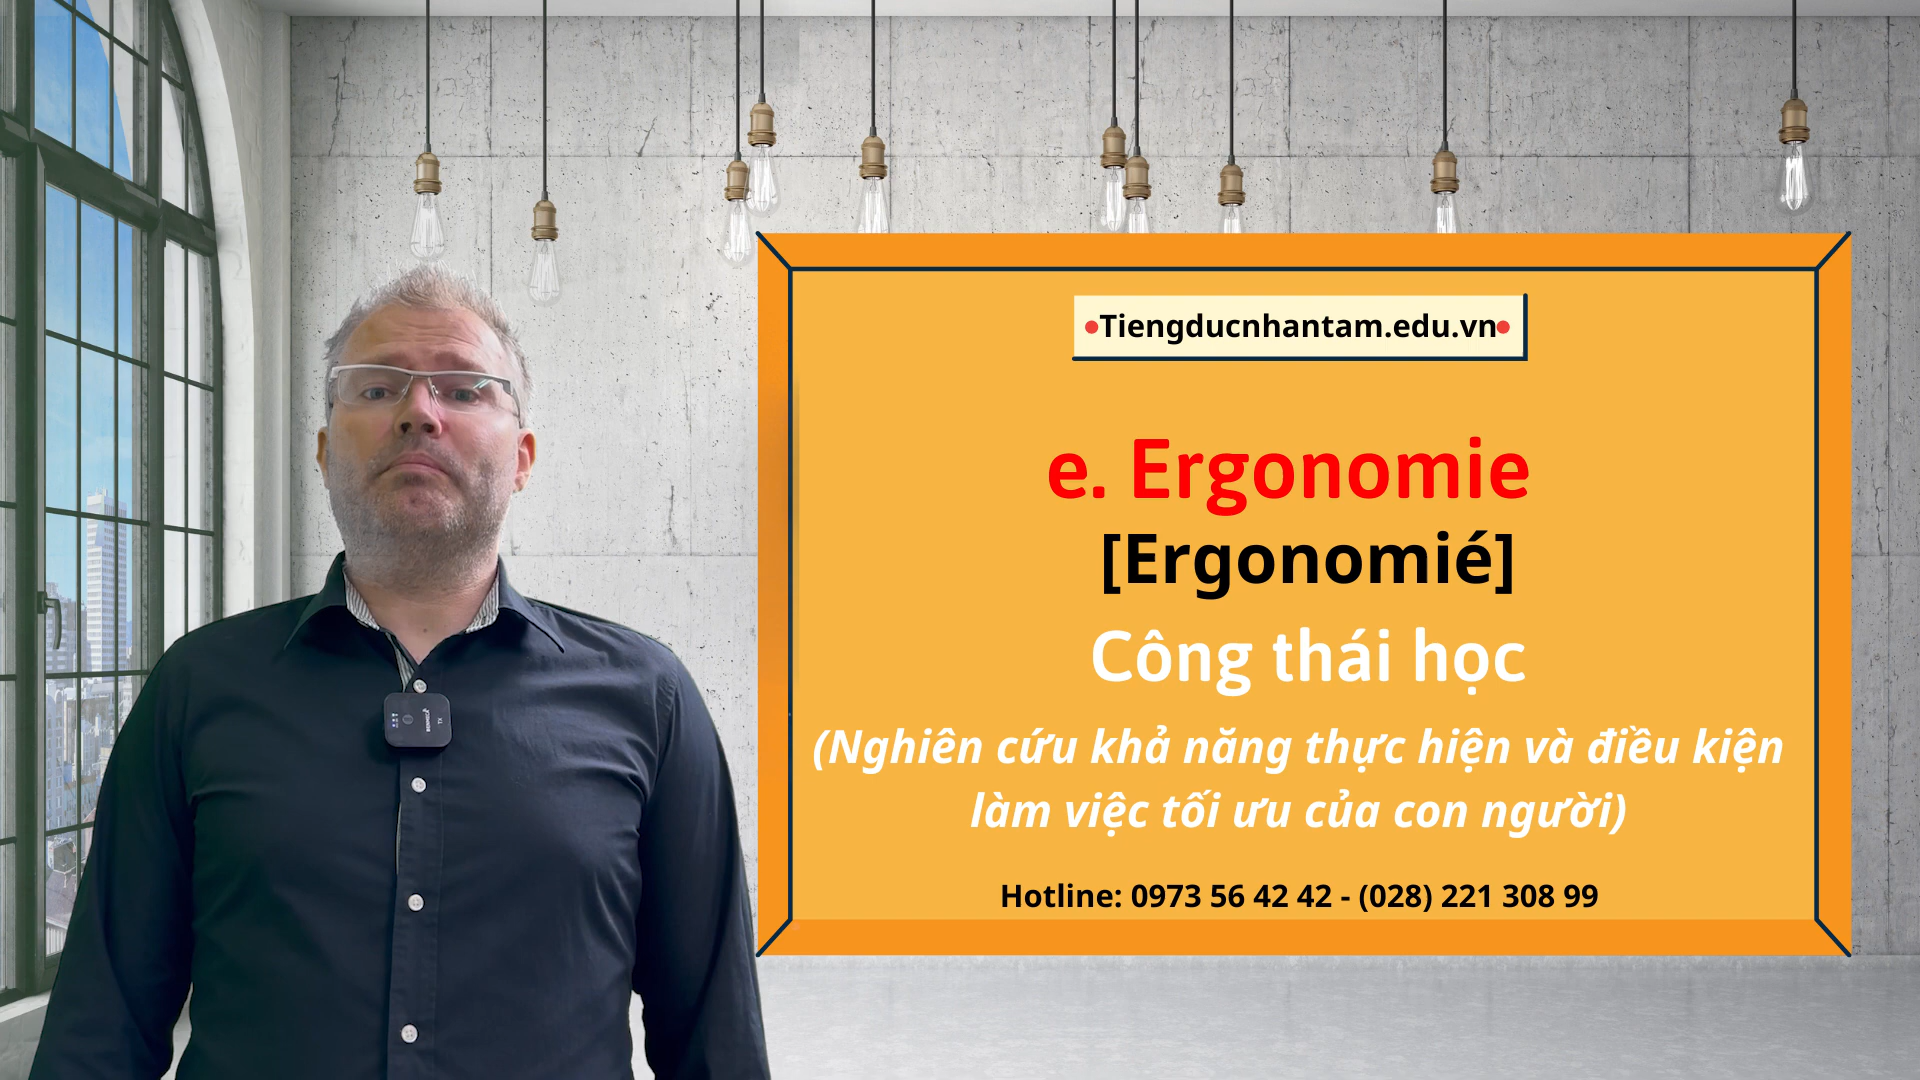 Tiengducnhantam.edu.vn
e. Ergonomie
[Ergonomié]
Công thái học
(Nghiên cứu khả năng thực hiện và điều kiện
làm việc tối ưu của con người)
Hotline: 0973 56 42 42 - (028) 221 308 99
TX